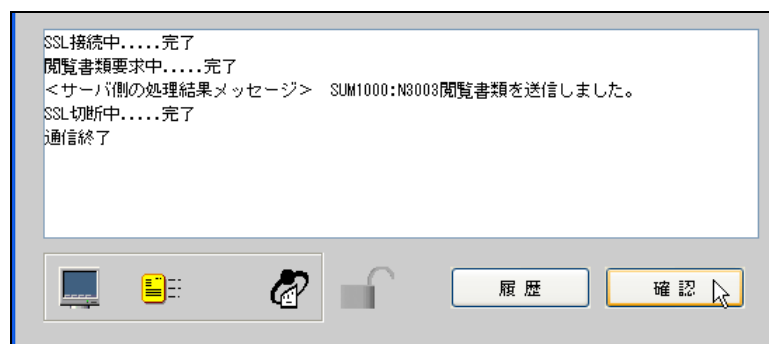 SSL接続中.....完了
閲覧書類要求中.....完了
＜サーバ側の処理結果メッセージ＞　SUM1000:N3003閲覧書類を送信しました。
SSL切断中.....完了
通信終了
履 歴
確 認